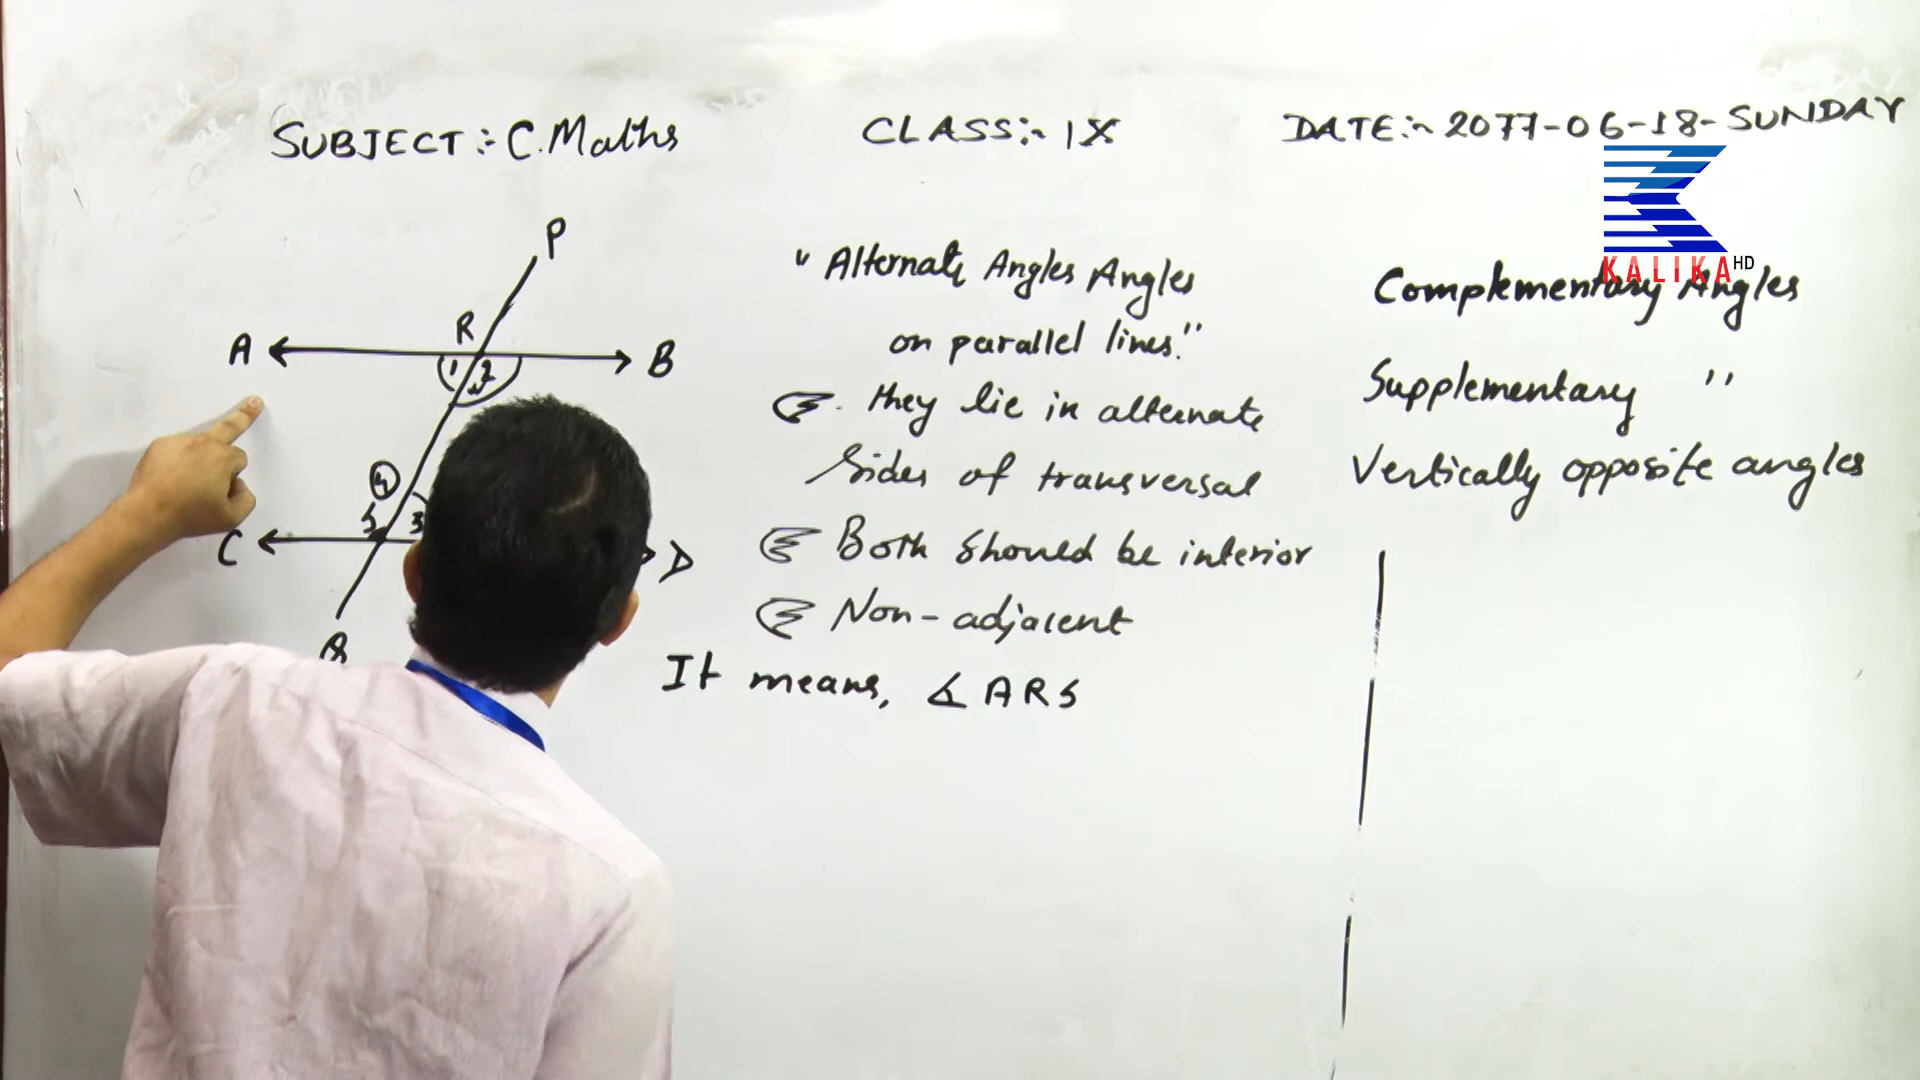 SUBJECT :- C. Maths
CLASS:- IX
DATE:- 2077-06-18-SUNDAY
KALIKA HD
P
R
A
B
1
2
4
S
3
C
D
Q
" Alternate Angles Angles
on parallel lines."
they lie in alternate
sides of transversal
Both should be interior
Non-adjacent
It means, ∡ ARS
Complementary Angles
Supplementary "
Vertically opposite angles